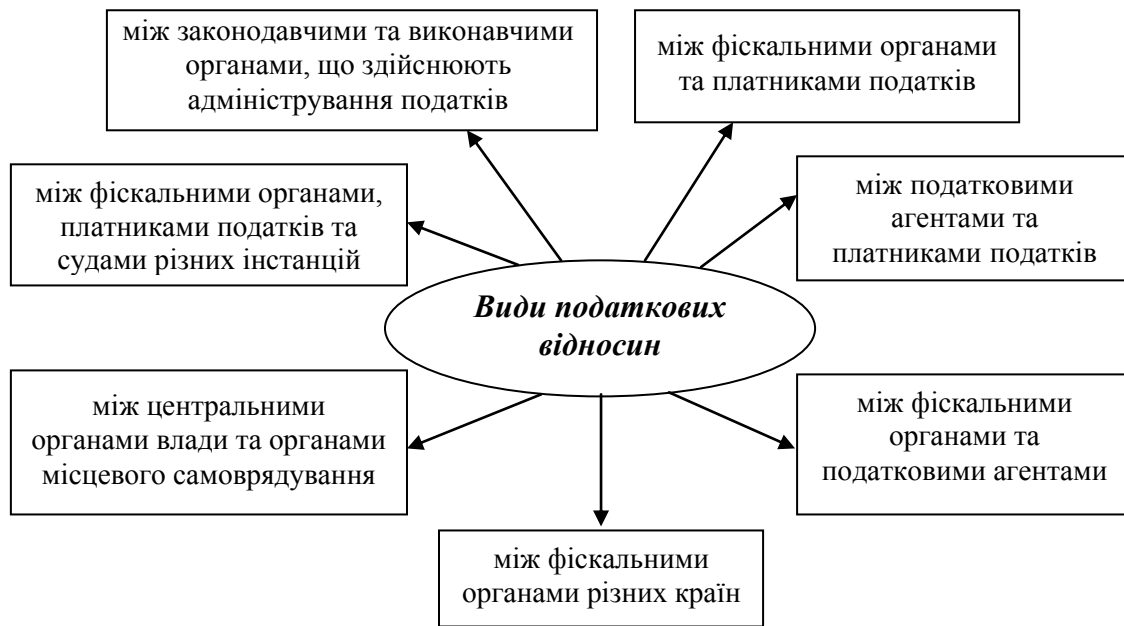 між законодавчими та виконавчими
органами, що здійснюють
адміністрування податків
між фіскальними органами
та платниками податків
між фіскальними органами,
платниками податків та
судами різних інстанцій
між податковими
агентами та
платниками податків
Види податкових
відносин
між центральними
органами влади та органами
місцевого самоврядування
між фіскальними
органами та
податковими агентами
між фіскальними
органами різних країн